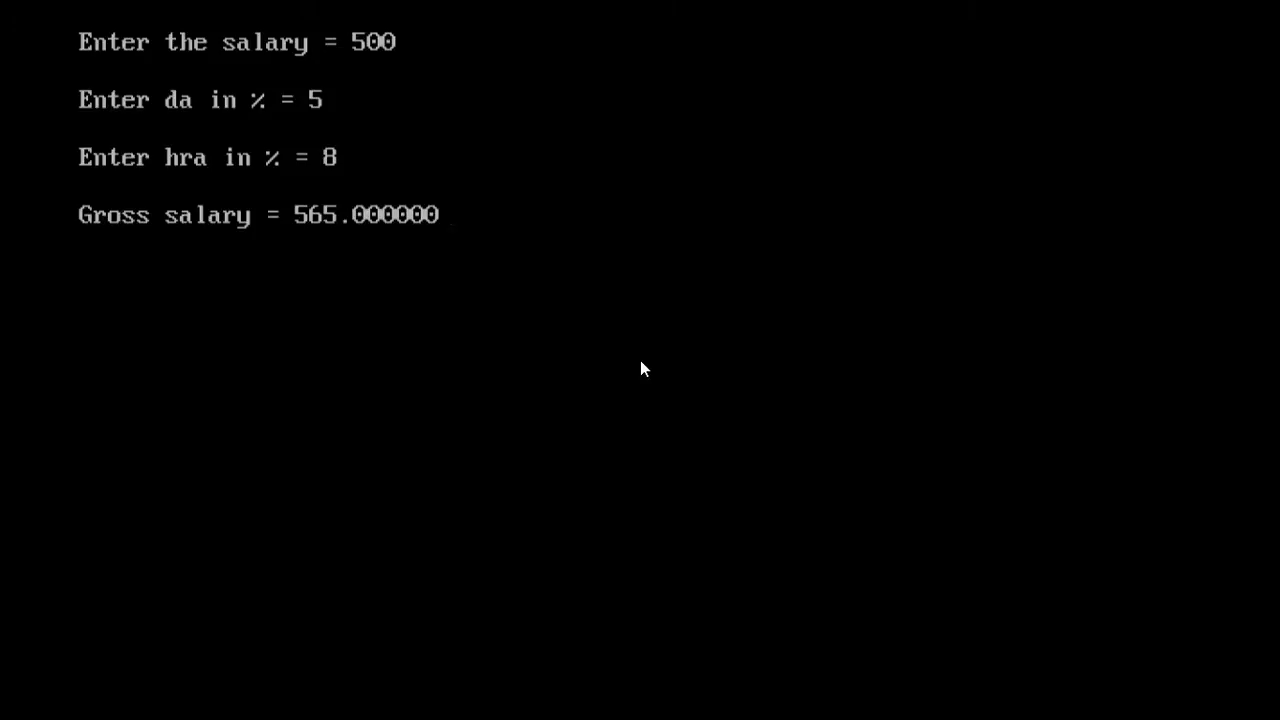 Enter the salary = 500
Enter da in % = 5
Enter hra in % = 8
Gross salary = 565.000000